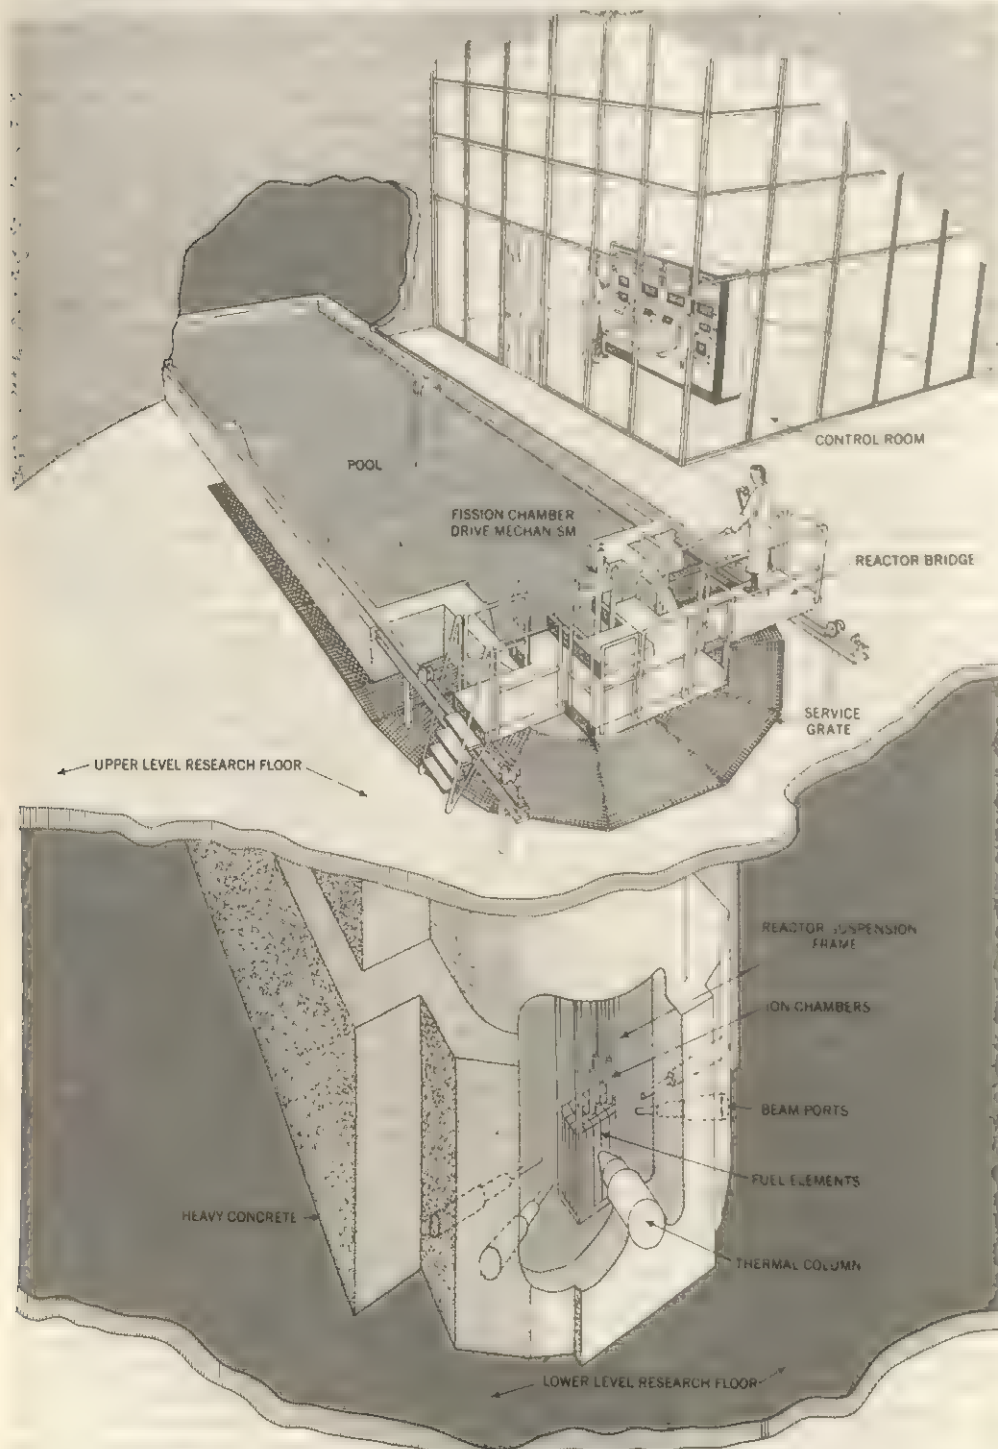 CONTROL ROOM
POOL
FISSION CHAMBER
DRIVE MECHANISM
REACTOR BRIDGE
SERVICE
GRATE
UPPER LEVEL RESEARCH FLOOR
REACTOR SUSPENSION
FRAME
ION CHAMBERS
BEAM PORTS
FUEL ELEMENTS
HEAVY CONCRETE
THERMAL COLUMN
LOWER LEVEL RESEARCH FLOOR